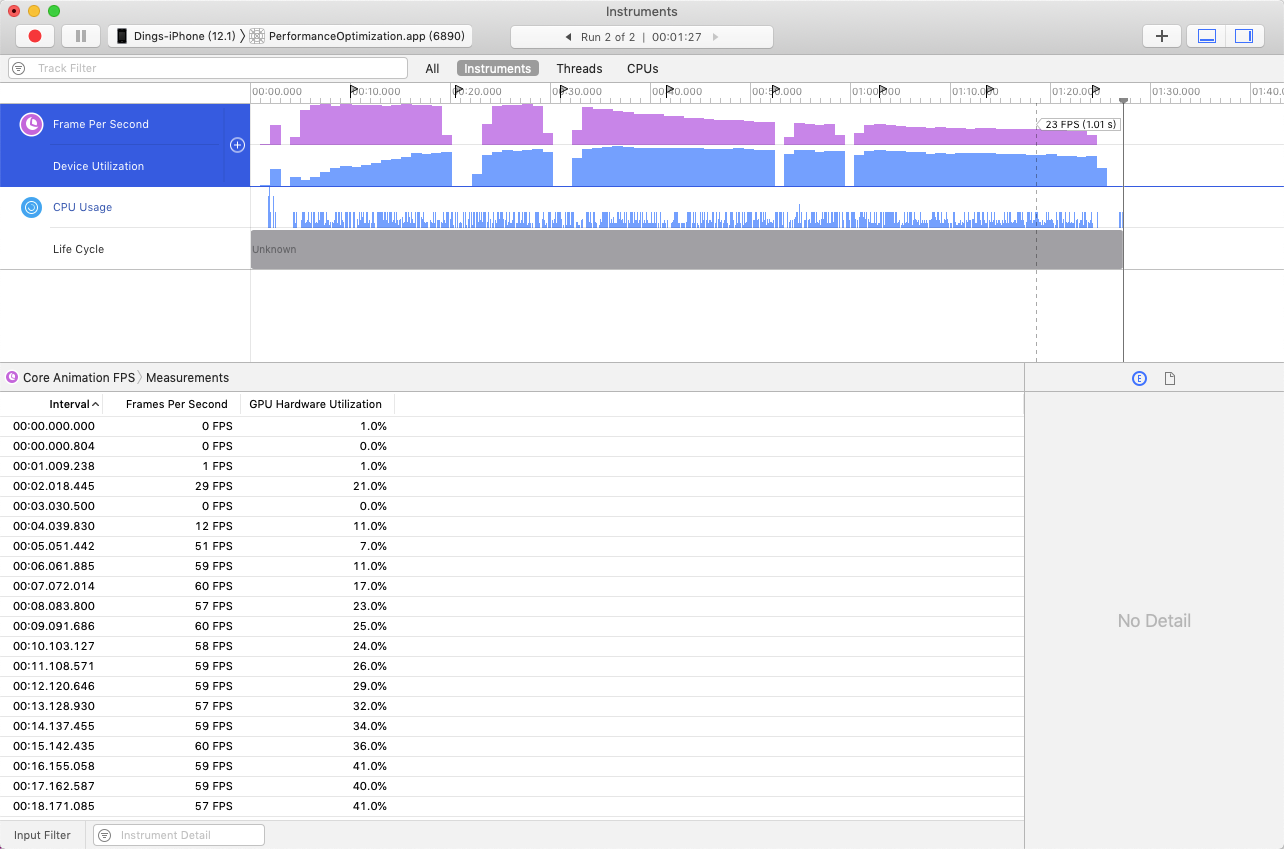 Instruments
Dings-iPhone (12.1) 〉 PerformanceOptimization.app (6890)
Run 2 of 2 | 00:01:27
Track Filter
All Instruments Threads CPUs
00:00.000 00:10.000 00:20.000 00:30.000 00:40.000 00:50.000 01:00.000 01:10.000 01:20.000 01:30.000 01:40.0
Frame Per Second
23 FPS (1.01 s)
Device Utilization
CPU Usage
Life Cycle
Unknown
Core Animation FPS 〉 Measurements
E
Interval Frames Per Second GPU Hardware Utilization
00:00.000.000 0 FPS 1.0%
00:00.000.804 0 FPS 0.0%
00:01.009.238 1 FPS 1.0%
00:02.018.445 29 FPS 21.0%
00:03.030.500 0 FPS 0.0%
00:04.039.830 12 FPS 11.0%
00:05.051.442 51 FPS 7.0%
00:06.061.885 59 FPS 11.0%
00:07.072.014 60 FPS 17.0%
00:08.083.800 57 FPS 23.0%
00:09.091.686 60 FPS 25.0%
00:10.103.127 58 FPS 24.0%
00:11.108.571 59 FPS 26.0%
00:12.120.646 59 FPS 29.0%
00:13.128.930 57 FPS 32.0%
00:14.137.455 59 FPS 34.0%
00:15.142.435 60 FPS 36.0%
00:16.155.058 59 FPS 41.0%
00:17.162.587 59 FPS 40.0%
00:18.171.085 57 FPS 41.0%
No Detail
Input Filter
Instrument Detail